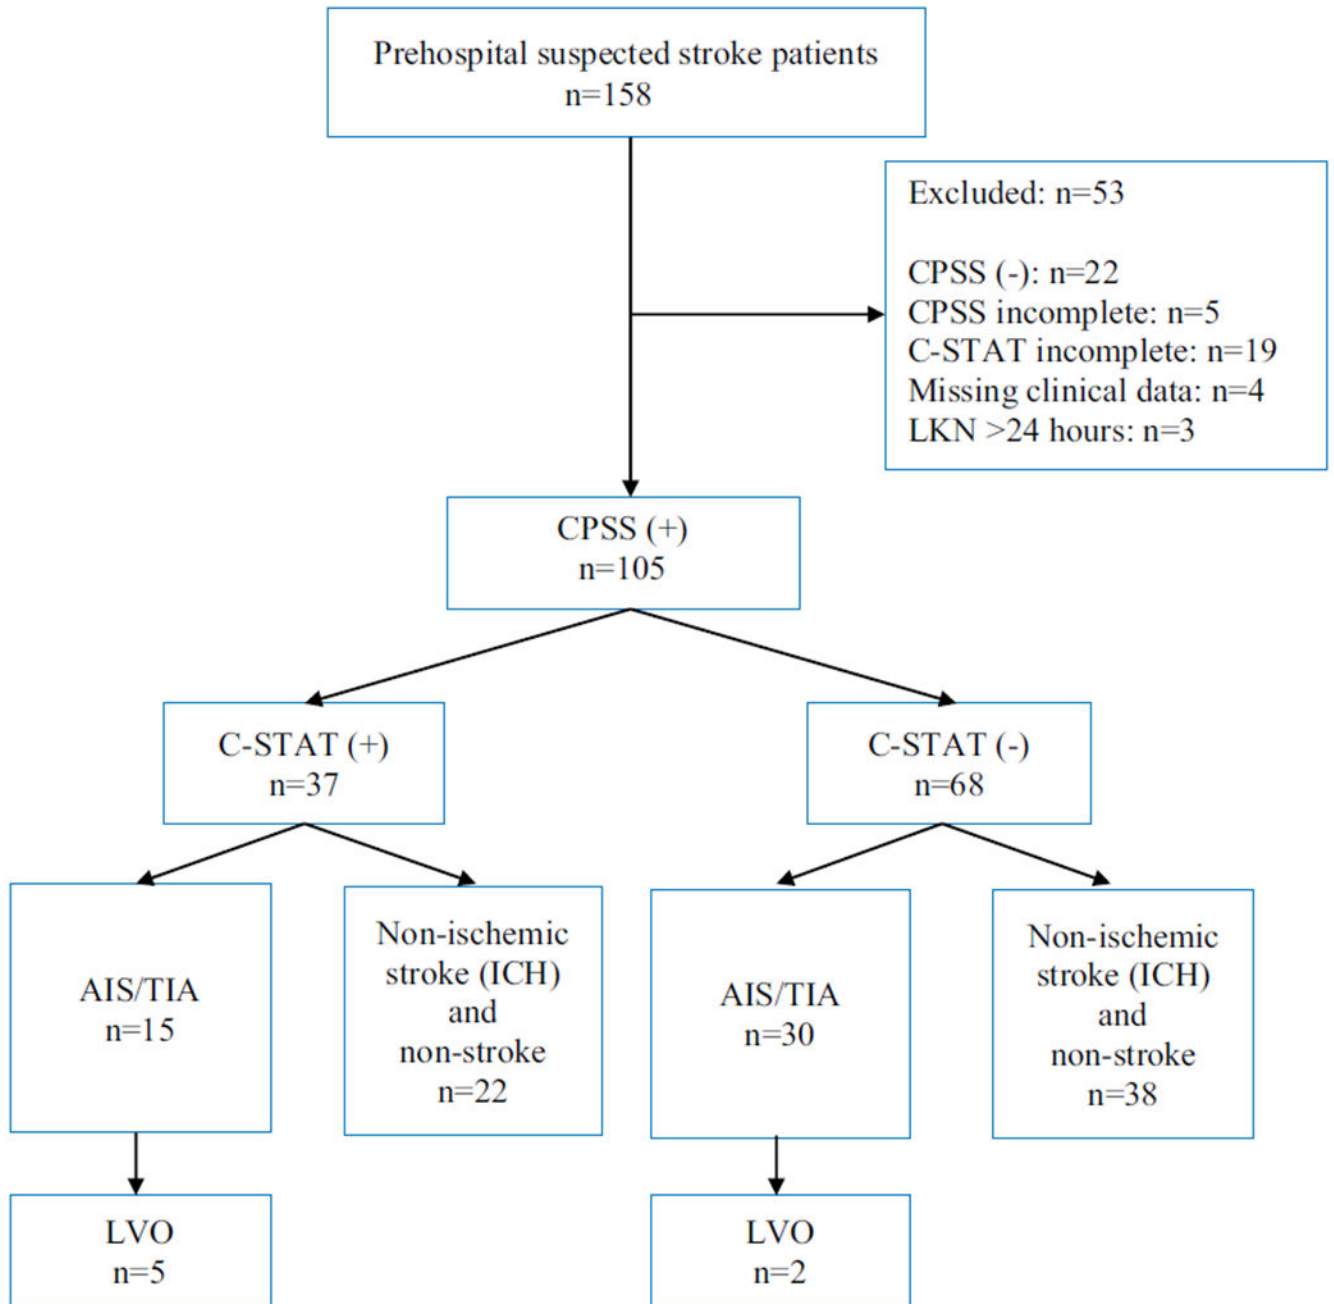 Prehospital suspected stroke patients
n=158
Excluded: n=53
CPSS (-): n=22
CPSS incomplete: n=5
C-STAT incomplete: n=19
Missing clinical data: n=4
LKN >24 hours: n=3
CPSS (+)
n=105
C-STAT (+)
n=37
C-STAT (-)
n=68
AIS/TIA
n=15
Non-ischemic
stroke (ICH)
and
non-stroke
n=22
AIS/TIA
n=30
Non-ischemic
stroke (ICH)
and
non-stroke
n=38
LVO
n=5
LVO
n=2